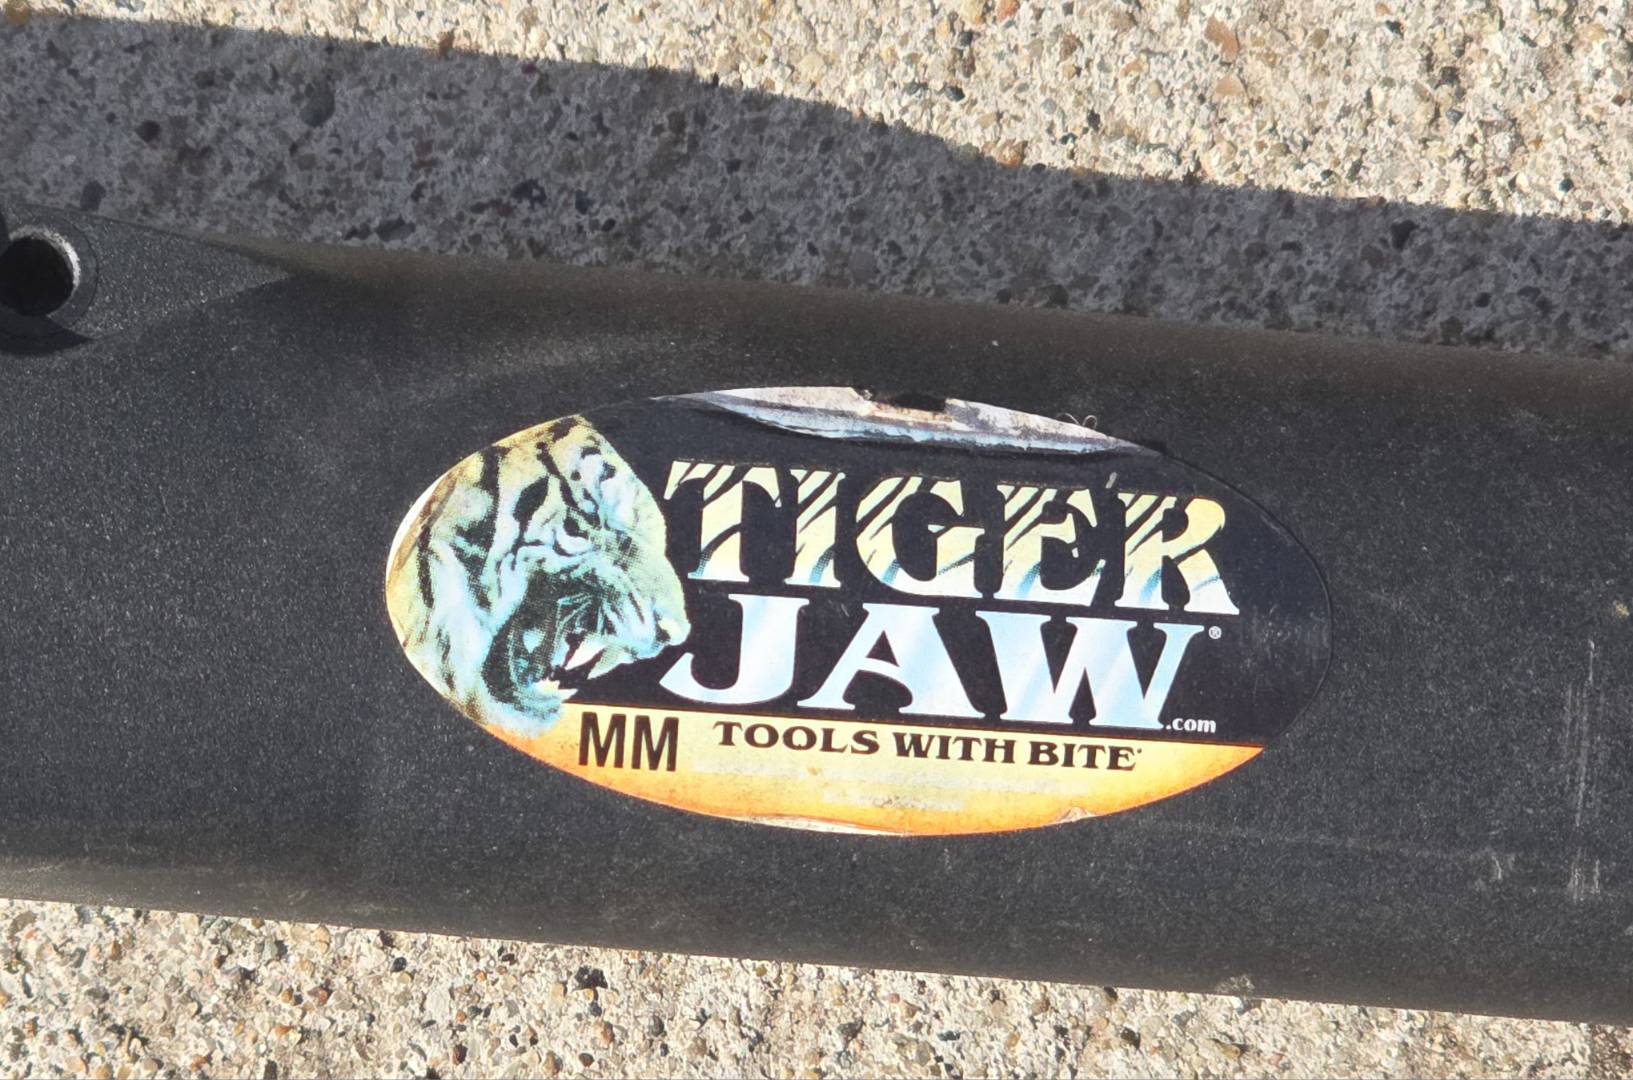 TIGER
JAW®
.com
MM TOOLS WITH BITE